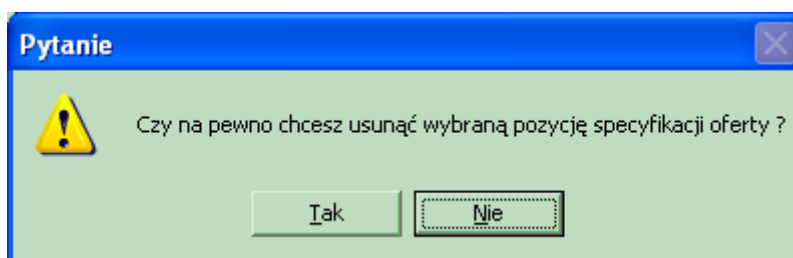 Pytanie
Czy na pewno chcesz usunąć wybraną pozycję specyfikacji oferty ?
Tak Nie